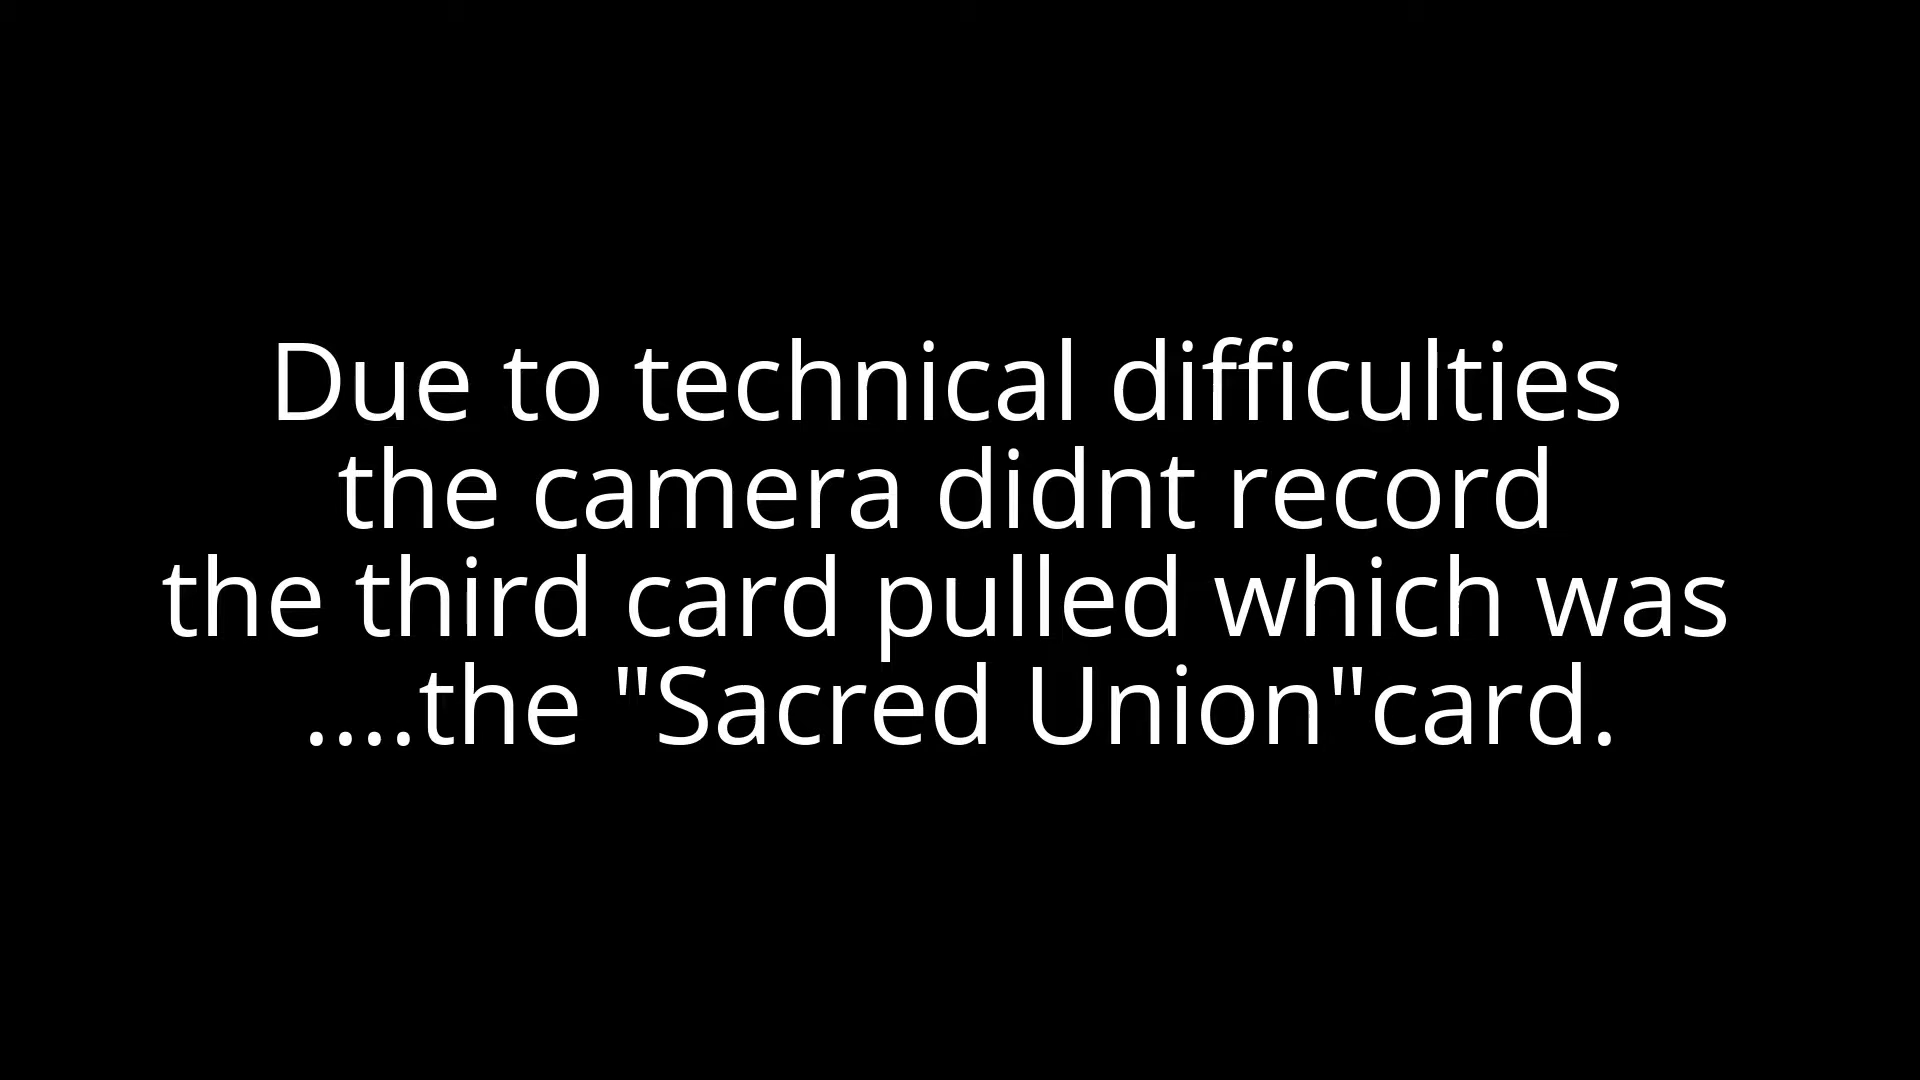 Due to technical difficulties
the camera didnt record
the third card pulled which was
....the "Sacred Union"card.